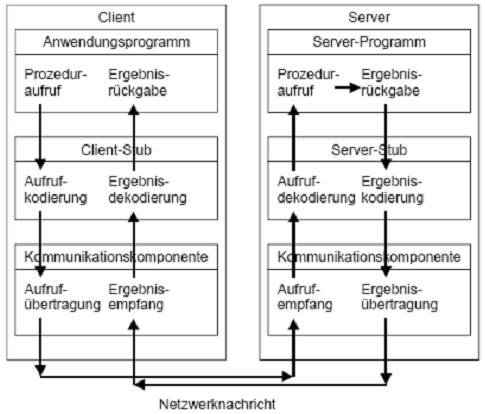 Client
Anwendungsprogramm
Prozedur-
aufruf
Ergebnis-
rückgabe
Client-Stub
Aufruf-
kodierung
Ergebnis-
dekodierung
Kommunikationskomponente
Aufruf-
übertragung
Ergebnis-
empfang
Server
Server-Programm
Prozedur-
aufruf
Ergebnis-
rückgabe
Server-Stub
Aufruf-
dekodierung
Ergebnis-
kodierung
Kommunikationskomponente
Aufruf-
empfang
Ergebnis-
übertragung
Netzwerknachricht